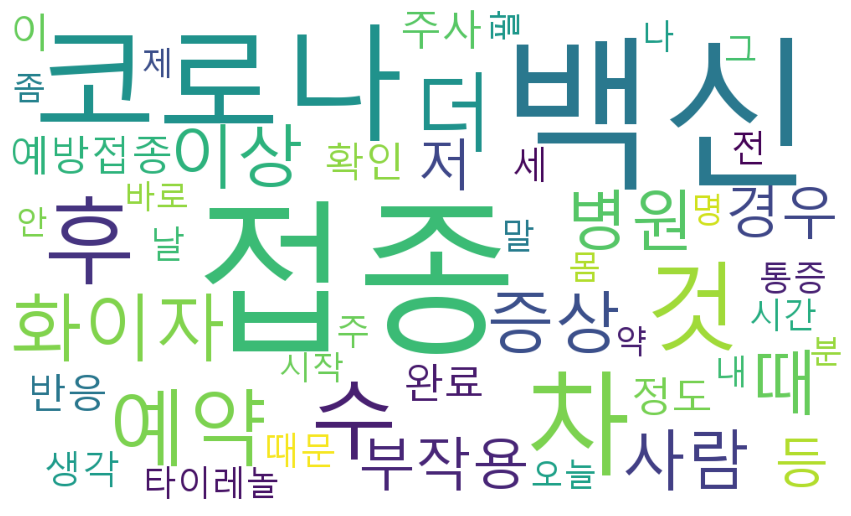 이 주사 팔 나 그
코로나 백신
좀 제 더
예방접종 이상 확인 저 세 전
바로 후 접종 병원 명 경우
안 날 말 몸 통증
화이자 주 증상 것 시간
시작 약 분
반응 완료 차 정도 내 때
예약 수
생각 때문 부작용 사람 등
타이레놀 오늘